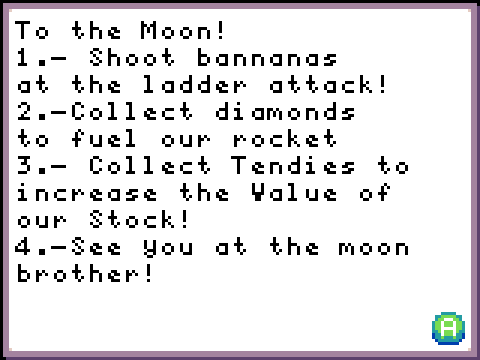 To the Moon!
1.- Shoot bannanas
at the ladder attack!
2.-Collect diamonds
to fuel our rocket
3.- Collect Tendies to
increase the Value of
our Stock!
4.-See you at the moon
brother!
A